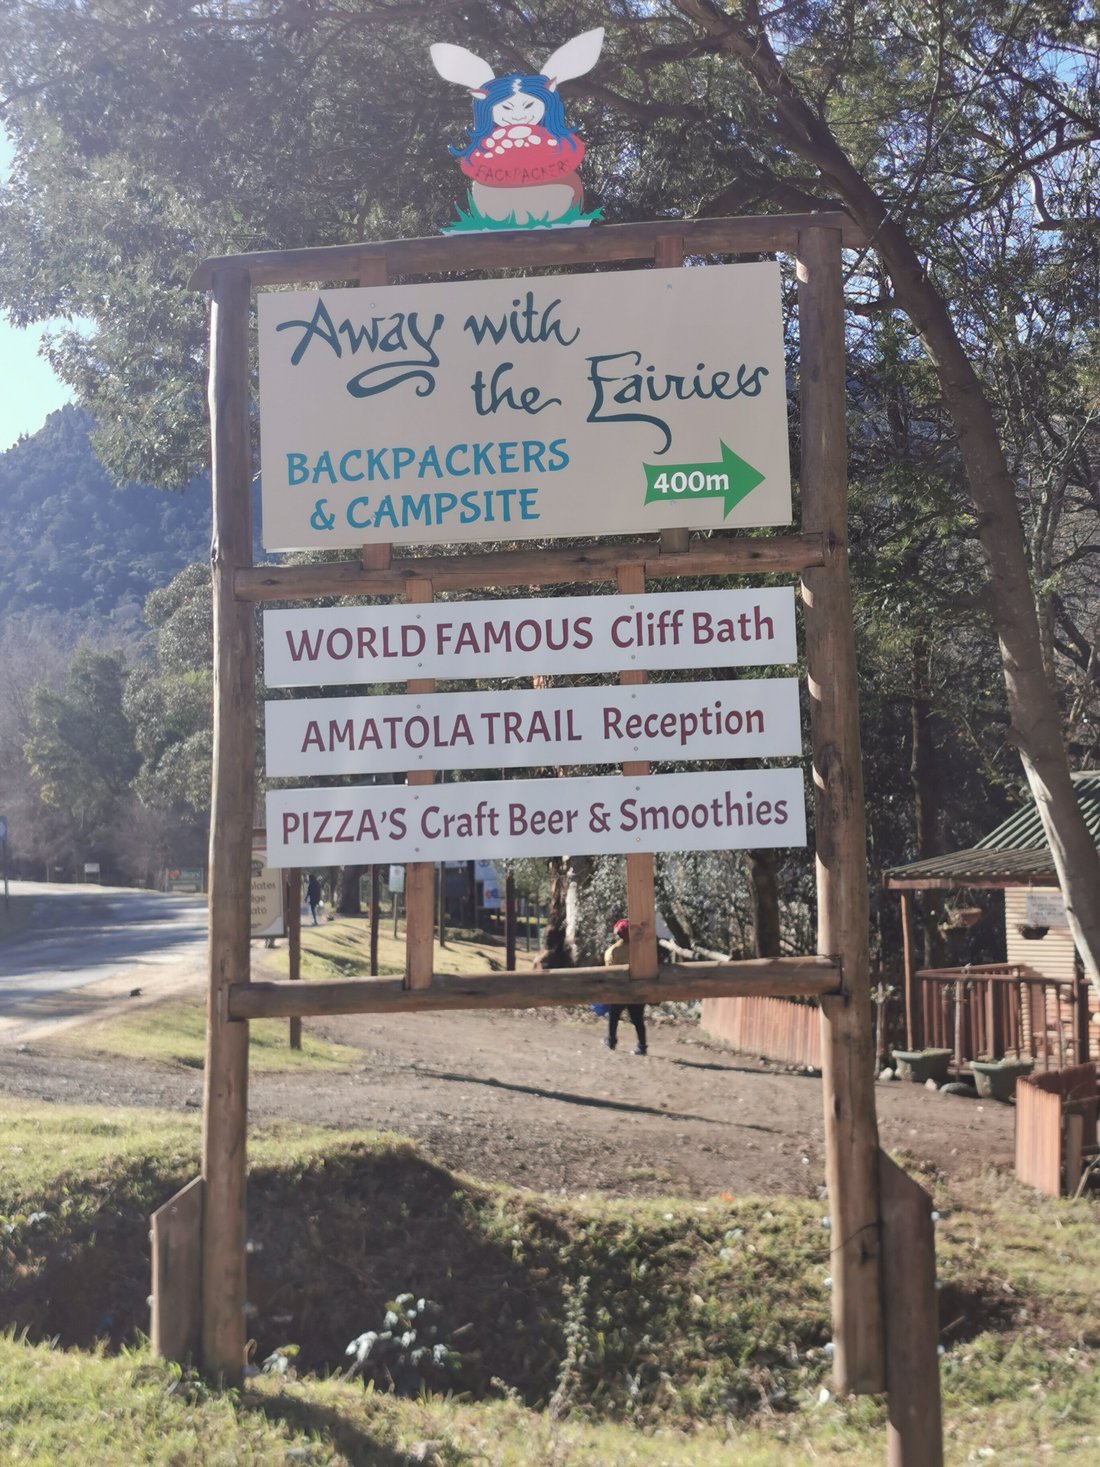 BACKPACKERS
Away with
the Fairies
BACKPACKERS
& CAMPSITE
400m
WORLD FAMOUS Cliff Bath
AMATOLA TRAIL Reception
PIZZA'S Craft Beer & Smoothies